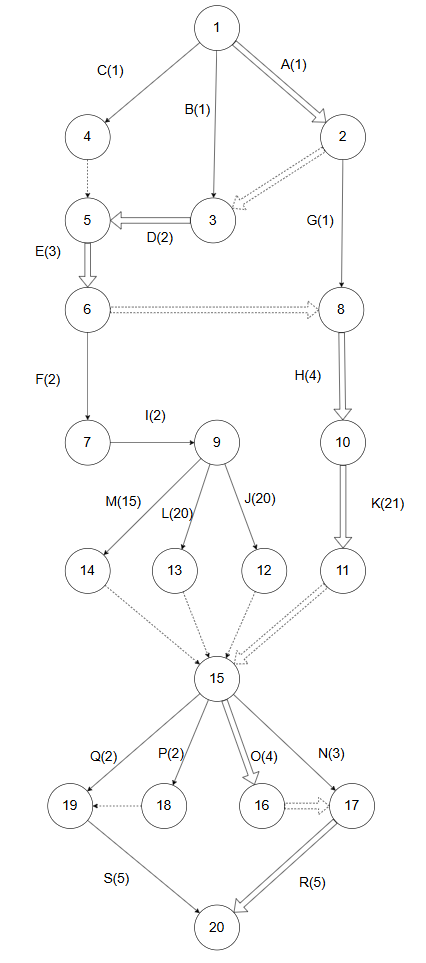 1
C(1)
A(1)
B(1)
4
2
5
3
G(1)
D(2)
E(3)
6
8
H(4)
F(2)
I(2)
7
9
10
M(15)
L(20)
J(20)
K(21)
14
13
12
11
15
Q(2)
P(2)
O(4)
N(3)
19
18
16
17
S(5)
R(5)
20